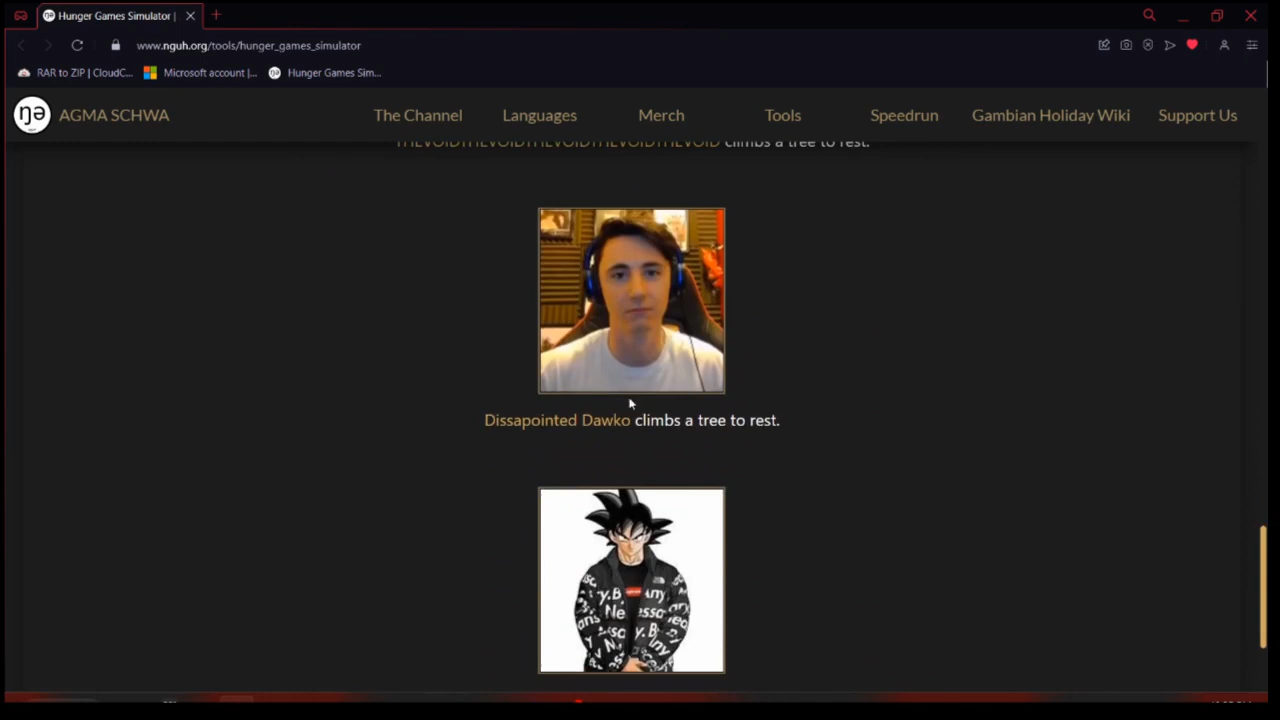 Hunger Games Simulator |
www.nguh.org/tools/hunger_games_simulator
RAR to ZIP | CloudC...
Microsoft account |...
Hunger Games Sim...
ŋə
AGMA SCHWA
The Channel
Languages
Merch
Tools
Speedrun
Gambian Holiday Wiki
Support Us
THEVOIDTHEVOIDTHEVOIDTHEVOIDTHEVOID climbs a tree to rest.
Dissapointed Dawko climbs a tree to rest.